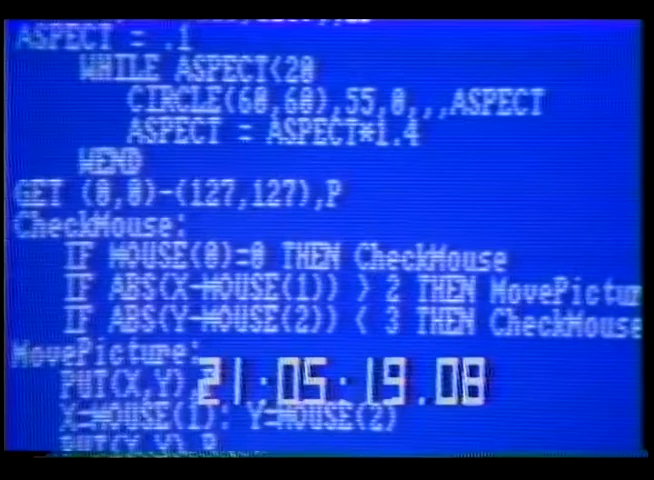 ASPECT = .1
WHILE ASPECT<20
CIRCLE(60,60),55,0,,,ASPECT
ASPECT = ASPECT*1.4
WEND
GET (0,0)-(127,127),P
CheckMouse:
IF MOUSE(0)=0 THEN CheckMouse
IF ABS(X-MOUSE(1)) > 2 THEN MovePictur
IF ABS(Y-MOUSE(2)) < 3 THEN CheckMouse
MovePicture:
PUT(X,Y),
21:05:19.08
X=MOUSE(1): Y=MOUSE(2)
PUT(X,Y),P